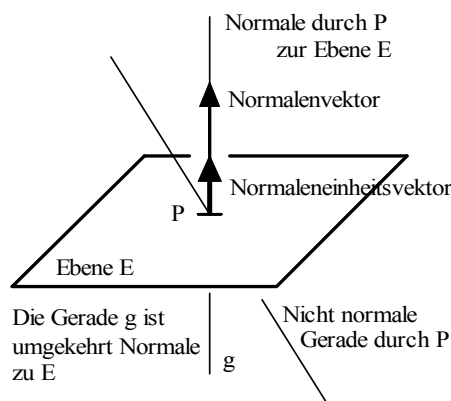 Normale durch P
zur Ebene E
Normalenvektor
Normaleneinheitsvektor
P
Ebene E
Die Gerade g ist
umgekehrt Normale
zu E
g
Nicht normale
Gerade durch P